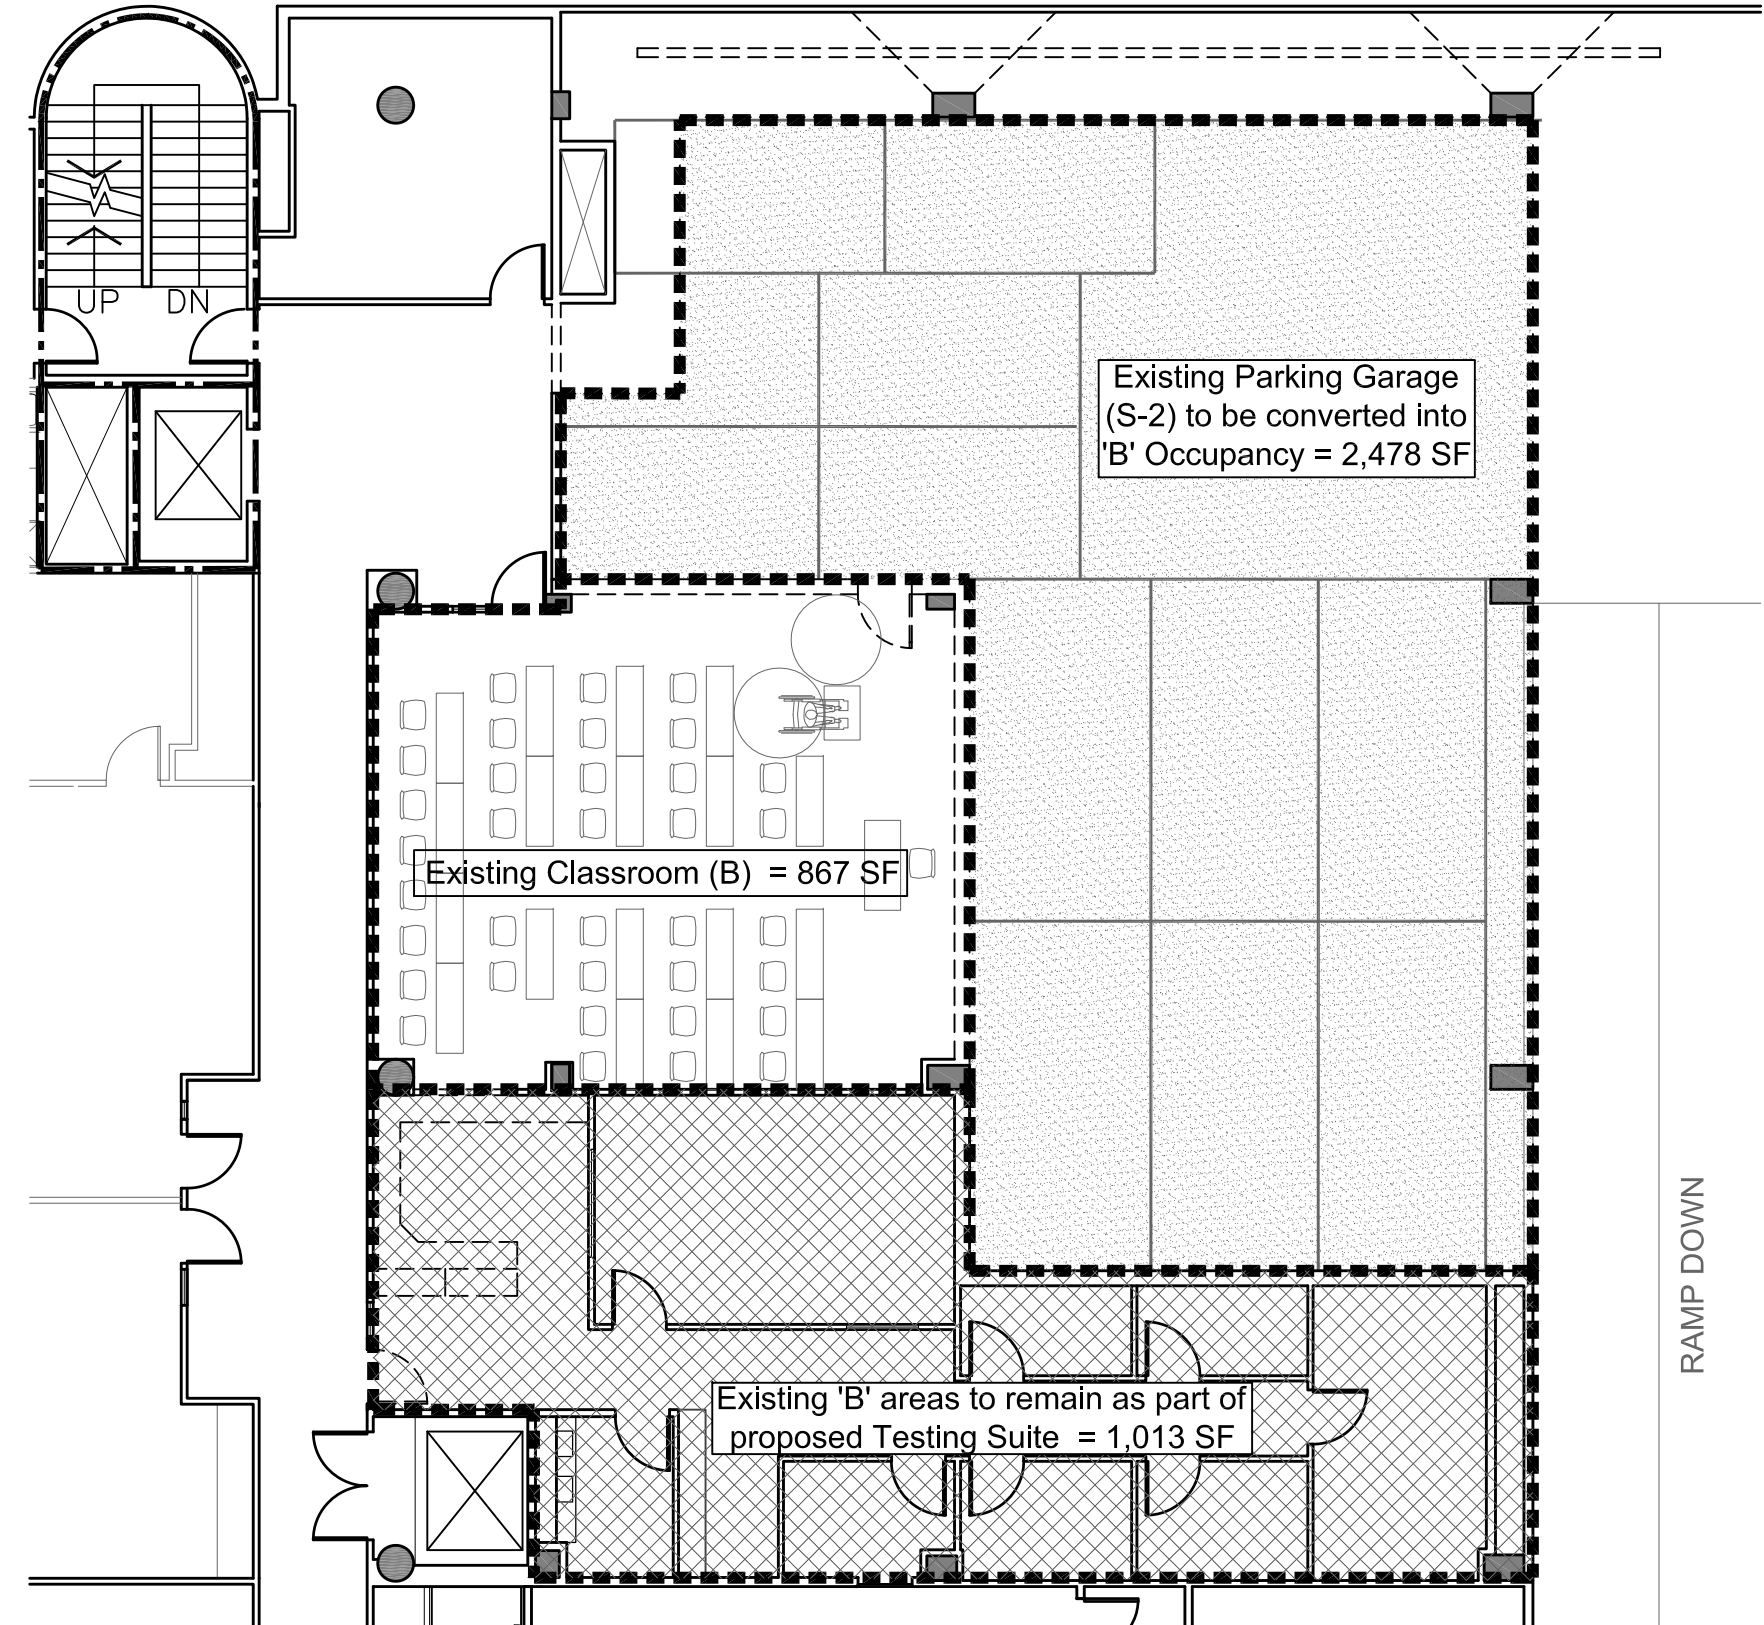 UP DN
Existing Parking Garage
(S-2) to be converted into
'B' Occupancy = 2,478 SF
Existing Classroom (B) = 867 SF
RAMP DOWN
Existing 'B' areas to remain as part of
proposed Testing Suite = 1,013 SF